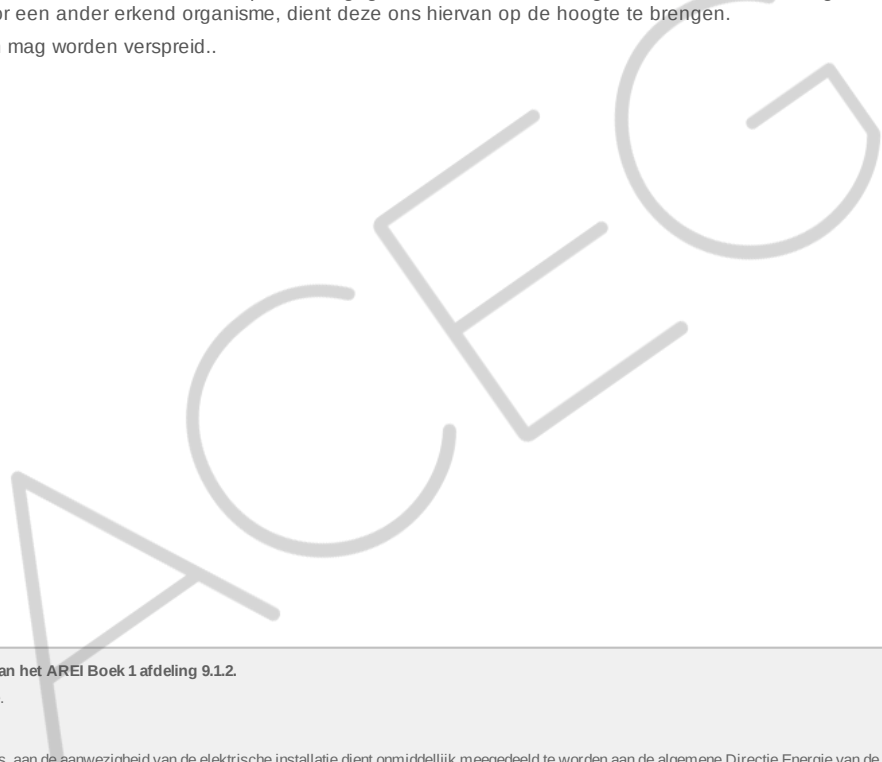 or een ander erkend organisme, dient deze ons hiervan op de hoogte te brengen.
mag worden verspreid..
ACEG
an het AREI Boek 1 afdeling 9.1.2.
s, aan de aanwezigheid van de elektrische installatie dient onmiddellijk meegedeeld te worden aan de algemene Directie Energie van de